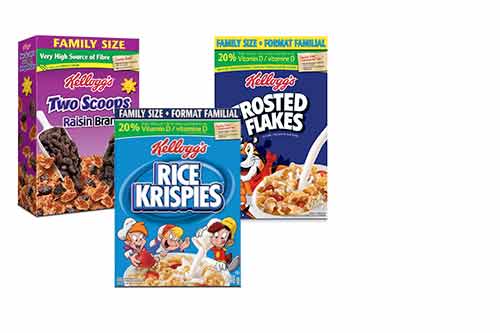 FAMILY SIZE
Very High Source of Fibre
Kellogg's
Two Scoops
Raisin Bran
FAMILY SIZE • FORMAT FAMILIAL
20% Vitamin D / vitamine D
Kellogg's
ROSTED
FLAKES
FAMILY SIZE • FORMAT FAMILIAL
20% Vitamin D / vitamine D
Kellogg's
RICE
KRISPIES